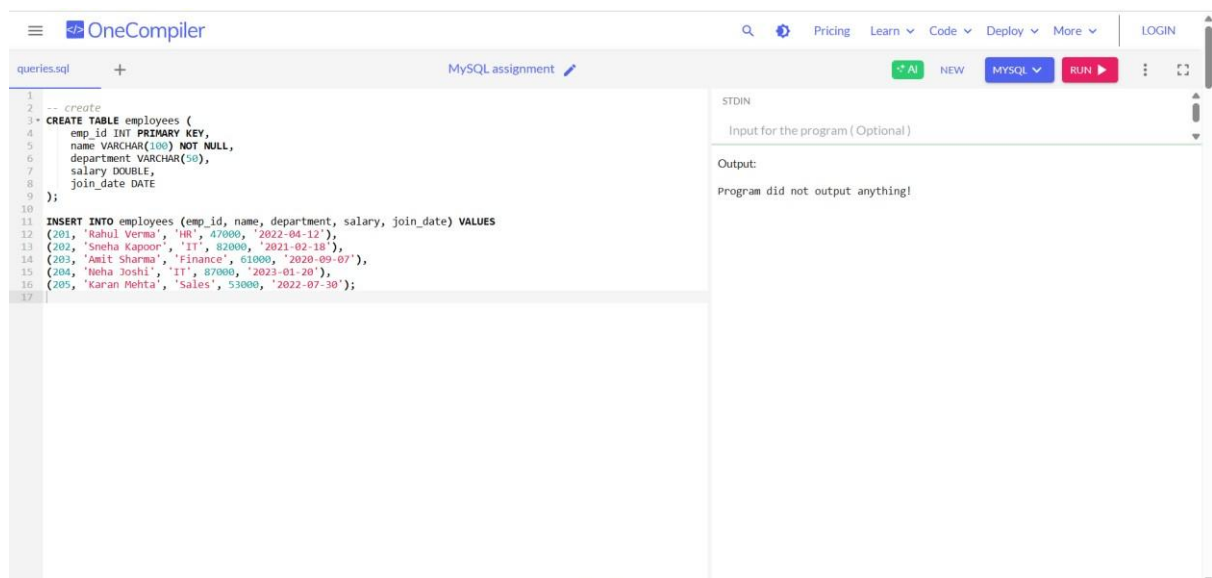 </> OneCompiler
Pricing Learn Code Deploy More LOGIN
queries.sql + MySQL assignment AI NEW MYSQL RUN
1
2 -- create
3 CREATE TABLE employees (
4 emp_id INT PRIMARY KEY,
5 name VARCHAR(100) NOT NULL,
6 department VARCHAR(50),
7 salary DOUBLE,
8 join_date DATE
9 );
10
11 INSERT INTO employees (emp_id, name, department, salary, join_date) VALUES
12 (201, 'Rahul Verma', 'HR', 47000, '2022-04-12'),
13 (202, 'Sneha Kapoor', 'IT', 82000, '2021-02-18'),
14 (203, 'Amit Sharma', 'Finance', 61000, '2020-09-07'),
15 (204, 'Neha Joshi', 'IT', 87000, '2023-01-20'),
16 (205, 'Karan Mehta', 'Sales', 53000, '2022-07-30');
17
STDIN
Input for the program ( Optional )
Output:
Program did not output anything!